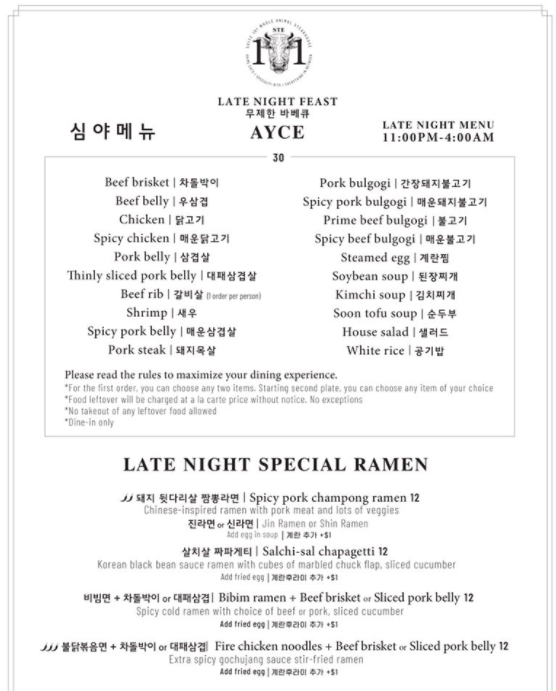 STE
11
LATE NIGHT FEAST
무제한 바베큐
심야메뉴
AYCE
LATE NIGHT MENU
11:00PM-4:00AM
30
Beef brisket | 차돌박이
Beef belly | 우삼겹
Chicken | 닭고기
Spicy chicken | 매운닭고기
Pork belly | 삼겹살
Thinly sliced pork belly | 대패삼겹살
Beef rib | 갈비살 (1 order per person)
Shrimp | 새우
Spicy pork belly | 매운삼겹살
Pork steak | 돼지목살
Pork bulgogi | 간장돼지불고기
Spicy pork bulgogi | 매운돼지불고기
Prime beef bulgogi | 불고기
Spicy beef bulgogi | 매운불고기
Steamed egg | 계란찜
Soybean soup | 된장찌개
Kimchi soup | 김치찌개
Soon tofu soup | 순두부
House salad | 샐러드
White rice | 공기밥
Please read the rules to maximize your dining experience.
*For the first order, you can choose any two items. Starting second plate, you can choose any item of your choice
*Food leftover will be charged at a la carte price without notice. No exceptions
*No takeout of any leftover food allowed
*Dine-in only
LATE NIGHT SPECIAL RAMEN
돼지 뒷다리살 짬뽕라면 | Spicy pork champong ramen 12
Chinese-inspired ramen with pork meat and lots of veggies
진라면 or 신라면 | Jin Ramen or Shin Ramen
Add egg in soup | 계란 추가 +$1
살치살 짜파게티 | Salchi-sal chapagetti 12
Korean black bean sauce ramen with cubes of marbled chuck flap, sliced cucumber
Add fried egg | 계란후라이 추가 +$1
비빔면 + 차돌박이 or 대패삼겹| Bibim ramen + Beef brisket or Sliced pork belly 12
Spicy cold ramen with choice of beef or pork, sliced cucumber
Add fried egg | 계란후라이 추가 +$1
불닭볶음면 + 차돌박이 or 대패삼겹| Fire chicken noodles + Beef brisket or Sliced pork belly 12
Extra spicy gochujang sauce stir-fried ramen
Add fried egg | 계란후라이 추가 +$1